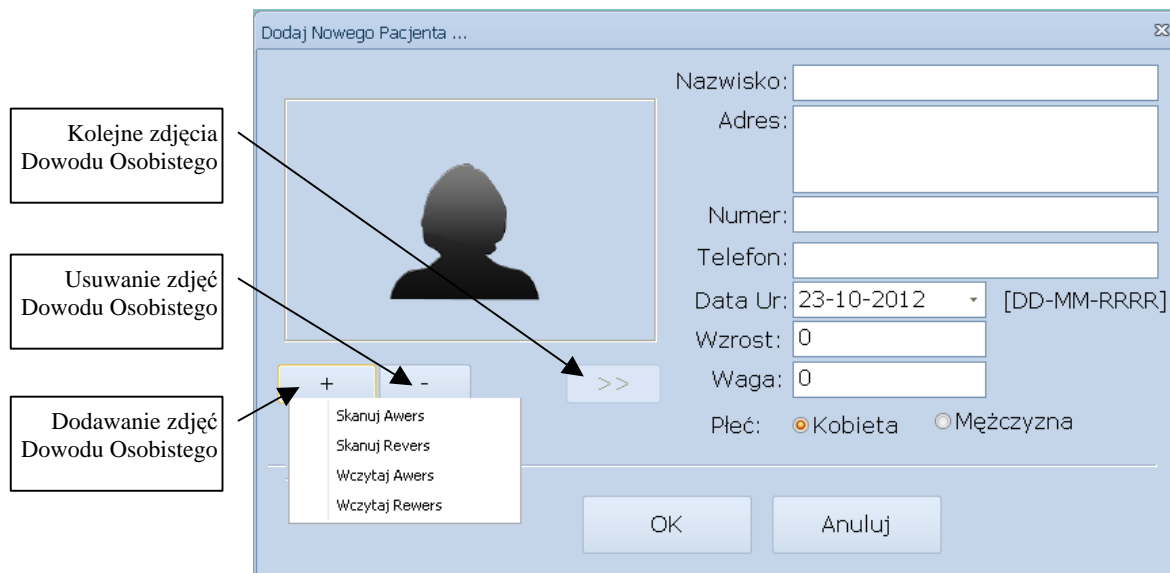 Dodaj Nowego Pacjenta ...
Kolejne zdjęcia
Dowodu Osobistego
Usuwanie zdjęć
Dowodu Osobistego
Dodawanie zdjęć
Dowodu Osobistego
+
-
>>
Skanuj Awers
Skanuj Revers
Wczytaj Awers
Wczytaj Rewers
Nazwisko:
Adres:
Numer:
Telefon:
Data Ur: 23-10-2012 [DD-MM-RRRR]
Wzrost: 0
Waga: 0
Płeć: Kobieta Mężczyzna
OK Anuluj